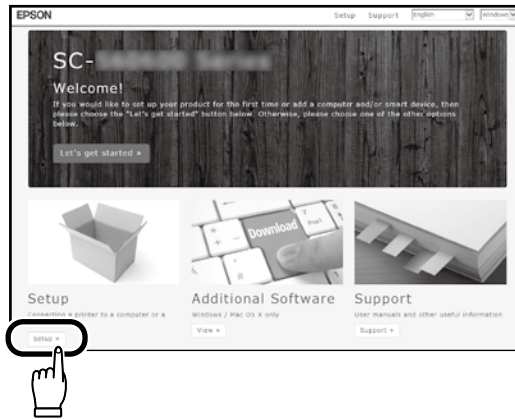 EPSON
Setup Support English Windows
SC-
Welcome!
If you would like to set up your product for the first time or add a computer and/or smart device, then
please choose the "Let's get started" button below. Otherwise, please choose one of the other options
below.
Let's get started »
Download
Setup
Additional Software
Support
Connecting a printer to a computer or a
Windows / Mac OS X only
User manuals and other useful information
Setup »
View »
Support »